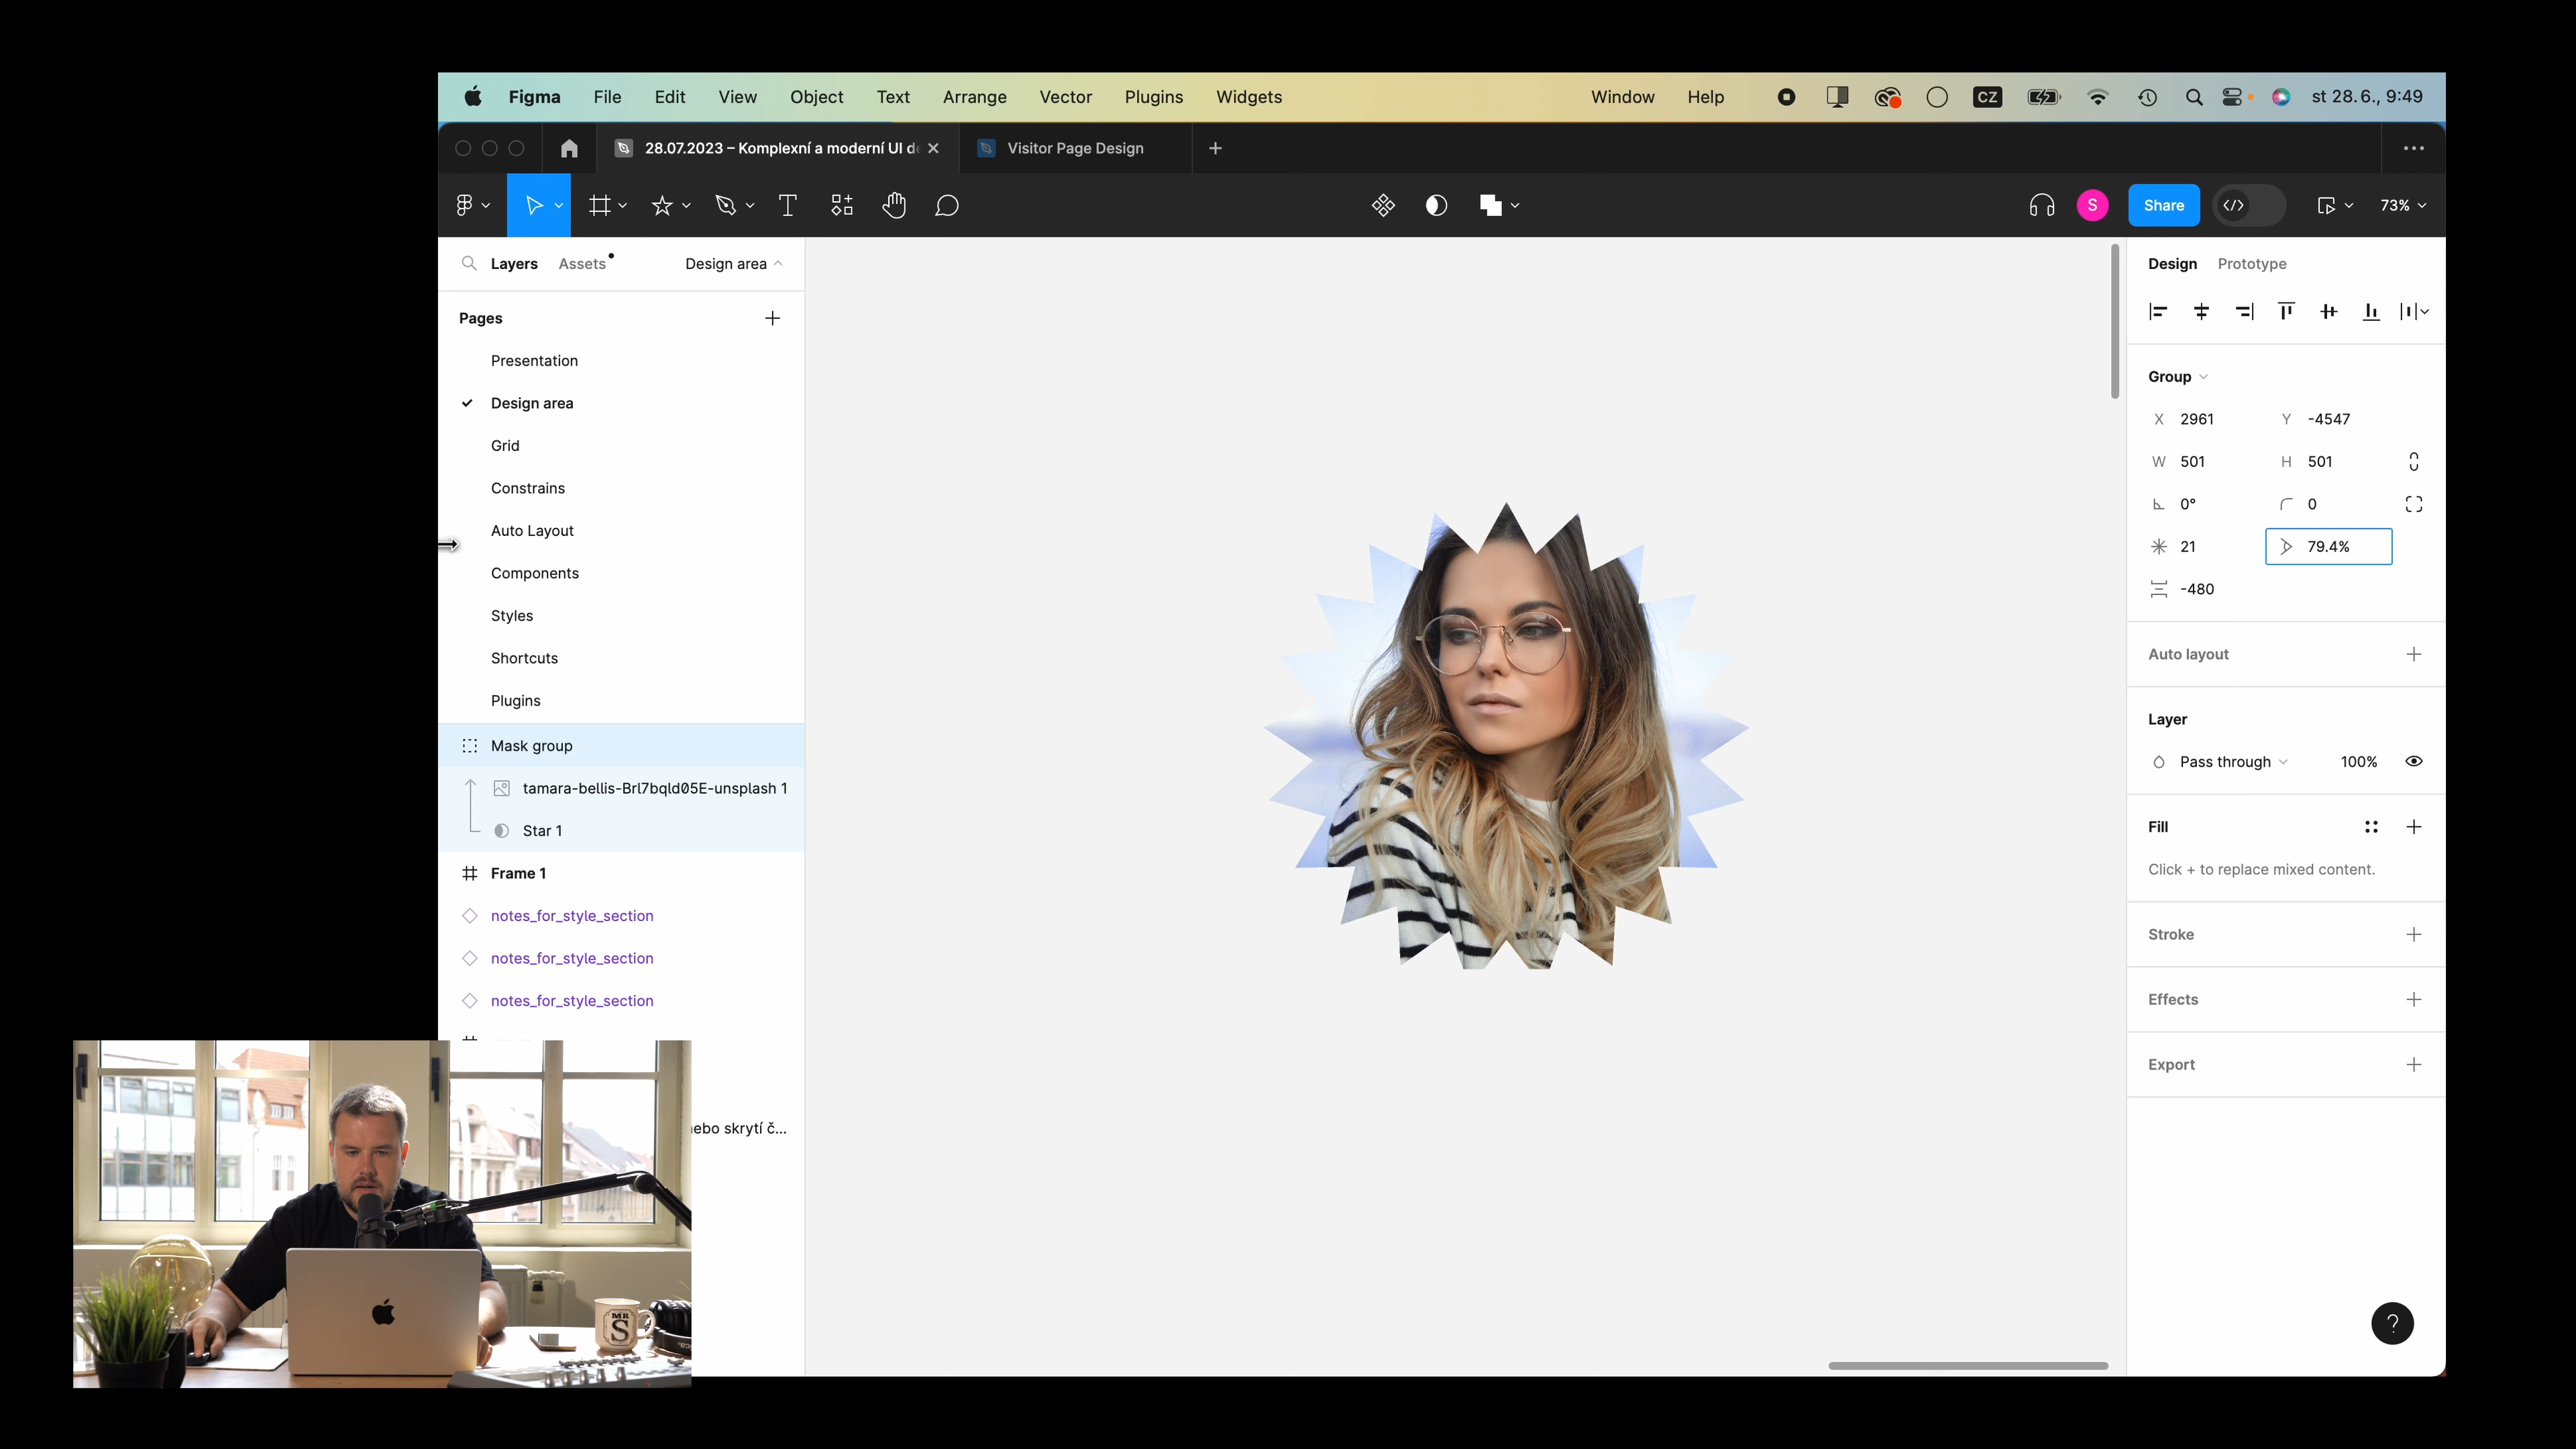 Figma File Edit View Object Text Arrange Vector Plugins Widgets Window Help CZ st 28. 6., 9:49
28.07.2023 – Komplexní a moderní UI d
Visitor Page Design
S Share 73%
Layers Assets Design area
Pages
Presentation
Design area
Grid
Constrains
Auto Layout
Components
Styles
Shortcuts
Plugins
Mask group
tamara-bellis-Brl7bqld05E-unsplash 1
Star 1
Frame 1
notes_for_style_section
notes_for_style_section
notes_for_style_section
nebo skrytí č...
MR
S
Design Prototype
Group
X 2961 Y -4547
W 501 H 501
0° 0
21 79.4%
-480
Auto layout
Layer
Pass through 100%
Fill
Click + to replace mixed content.
Stroke
Effects
Export
?